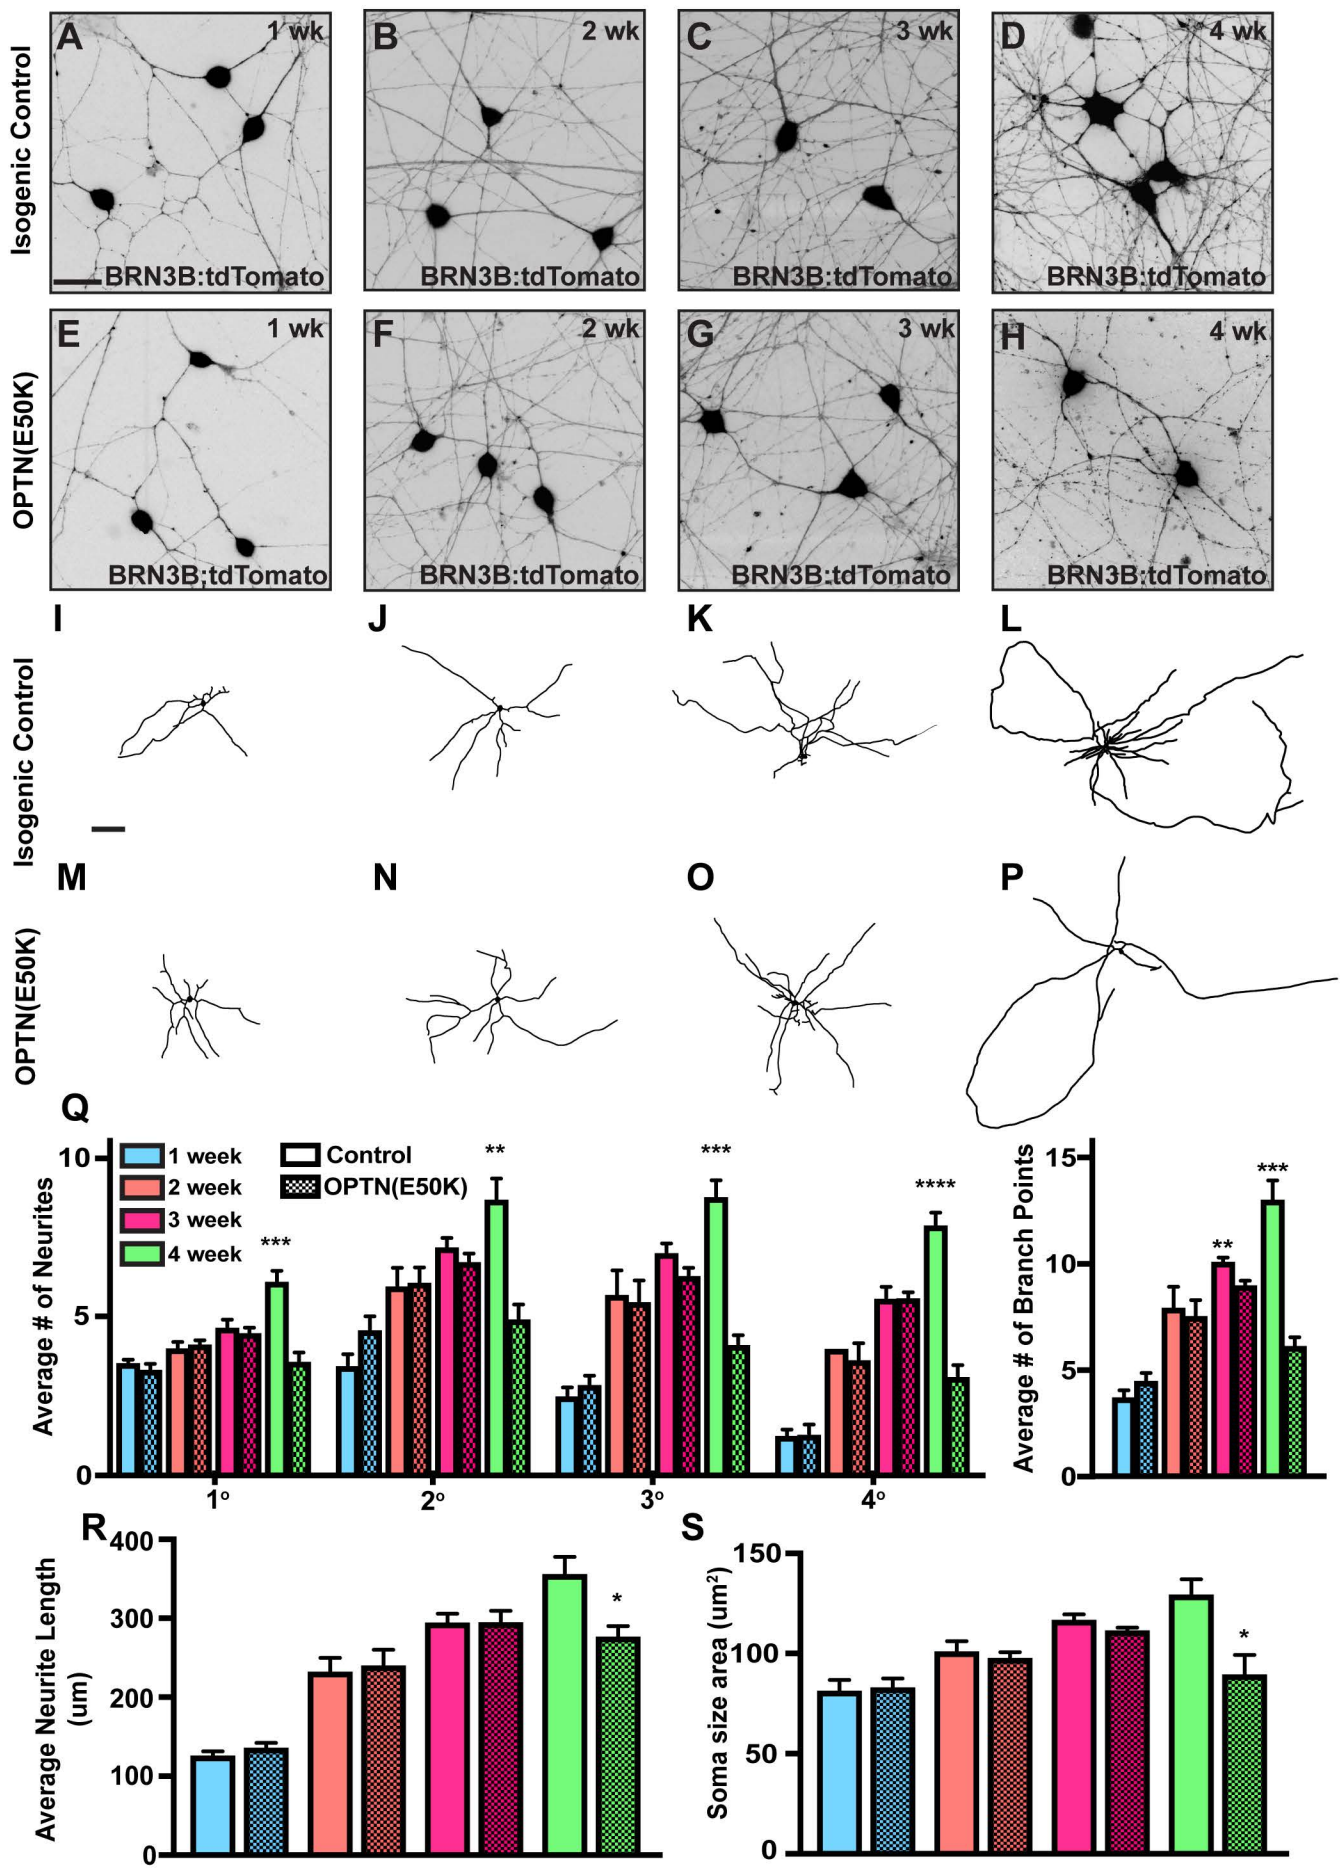 Isogenic Control
A 1 wk
BRN3B:tdTomato
B 2 wk
BRN3B:tdTomato
C 3 wk
BRN3B:tdTomato
D 4 wk
BRN3B:tdTomato
OPTN(E50K)
E 1 wk
BRN3B:tdTomato
F 2 wk
BRN3B:tdTomato
G 3 wk
BRN3B:tdTomato
H 4 wk
BRN3B:tdTomato
Isogenic Control
I J K L
OPTN(E50K)
M N O P
Q
Average # of Neurites
10
5
0
1 week
2 week
3 week
4 week
Control
OPTN(E50K)
***
**
***
****
1º 2º 3º 4º
Average # of Branch Points
15
10
5
0
**
***
R
Average Neurite Length
(um)
400
300
200
100
0
*
S
Soma size area (um²)
150
100
50
0
*